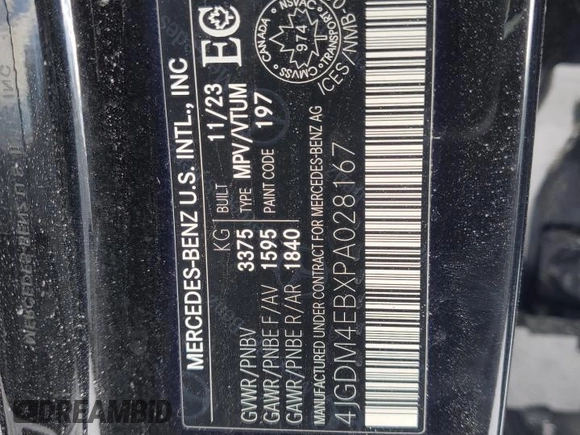 MERCEDES-BENZ U.S. INTL., INC
KG BUILT 11/23
GVWR/PNBV 3375 TYPE MPV/VTUM
GAWR/PNBE F/AV 1595 PAINT CODE 197
GAWR/PNBE R/AR 1840
MANUFACTURED UNDER CONTRACT FOR MERCEDES-BENZ AG
4JGDM4EBXPA028167
EC
CANADA
NSVAC
974
CMVSS
TRANSPORT
ICES/NMB
DREAMBID